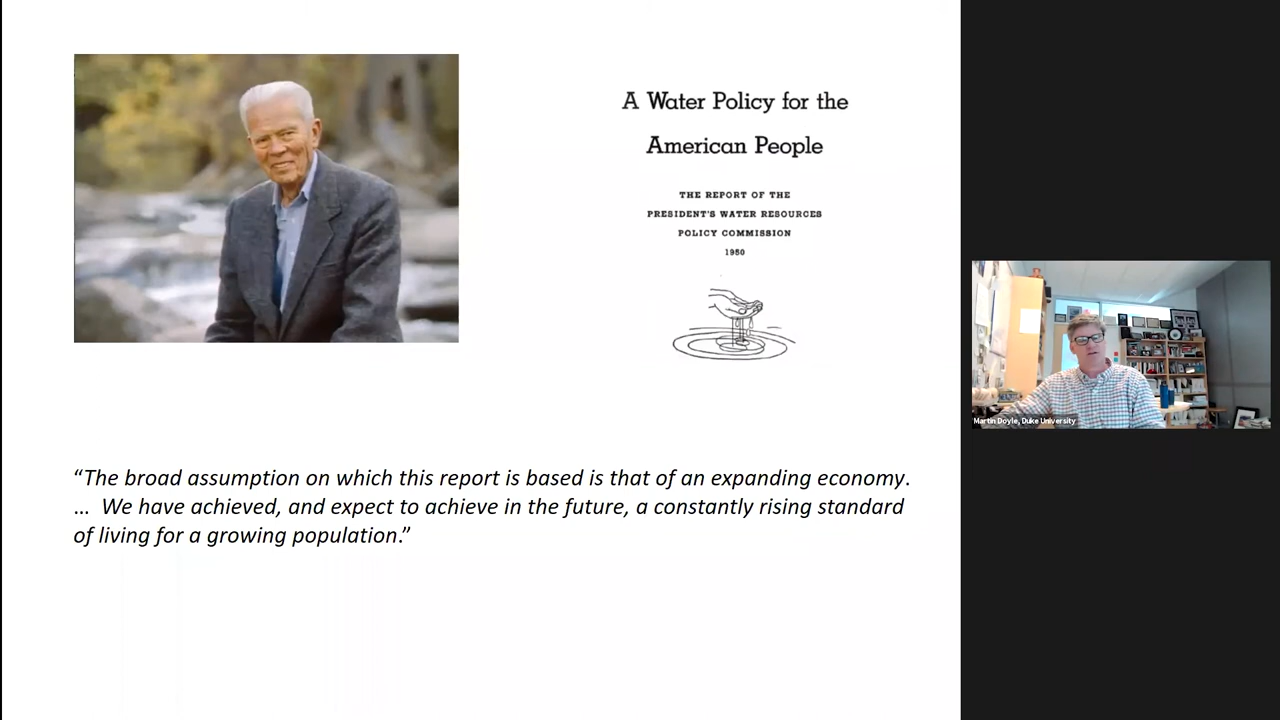 A Water Policy for the
American People
THE REPORT OF THE
PRESIDENT'S WATER RESOURCES
POLICY COMMISSION
1950
“The broad assumption on which this report is based is that of an expanding economy.
… We have achieved, and expect to achieve in the future, a constantly rising standard
of living for a growing population.”
Martin Doyle, Duke University